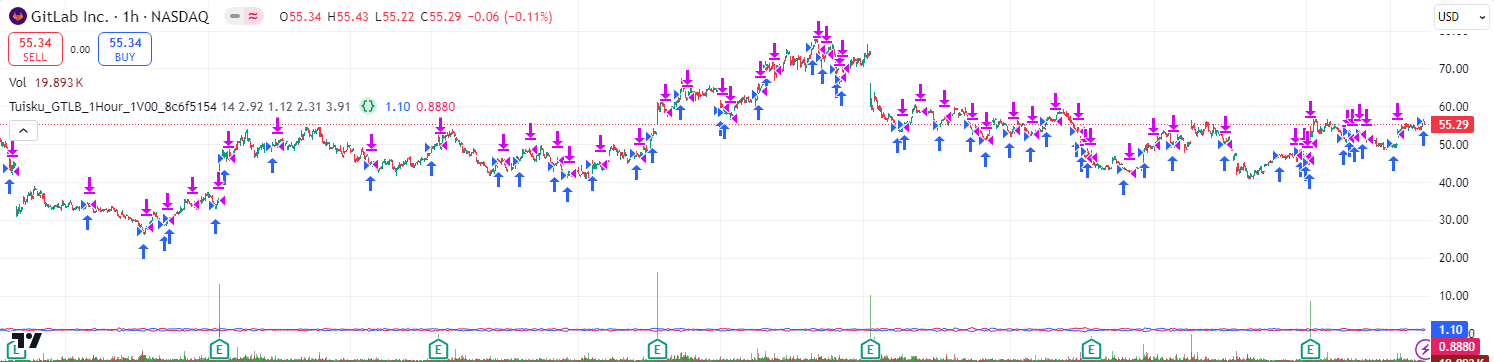 GitLab Inc. · 1h · NASDAQ O55.34 H55.43 L55.22 C55.29 −0.06 (−0.11%)
USD
55.34
SELL
0.00
55.34
BUY
Vol 19.893 K
Tuisku_GTLB_1Hour_1V00_8c6f5154 14 2.92 1.12 2.31 3.91 {} 1.10 0.8880
70.00
60.00
55.29
50.00
40.00
30.00
20.00
10.00
1.10
0.8880
E E E E E E E